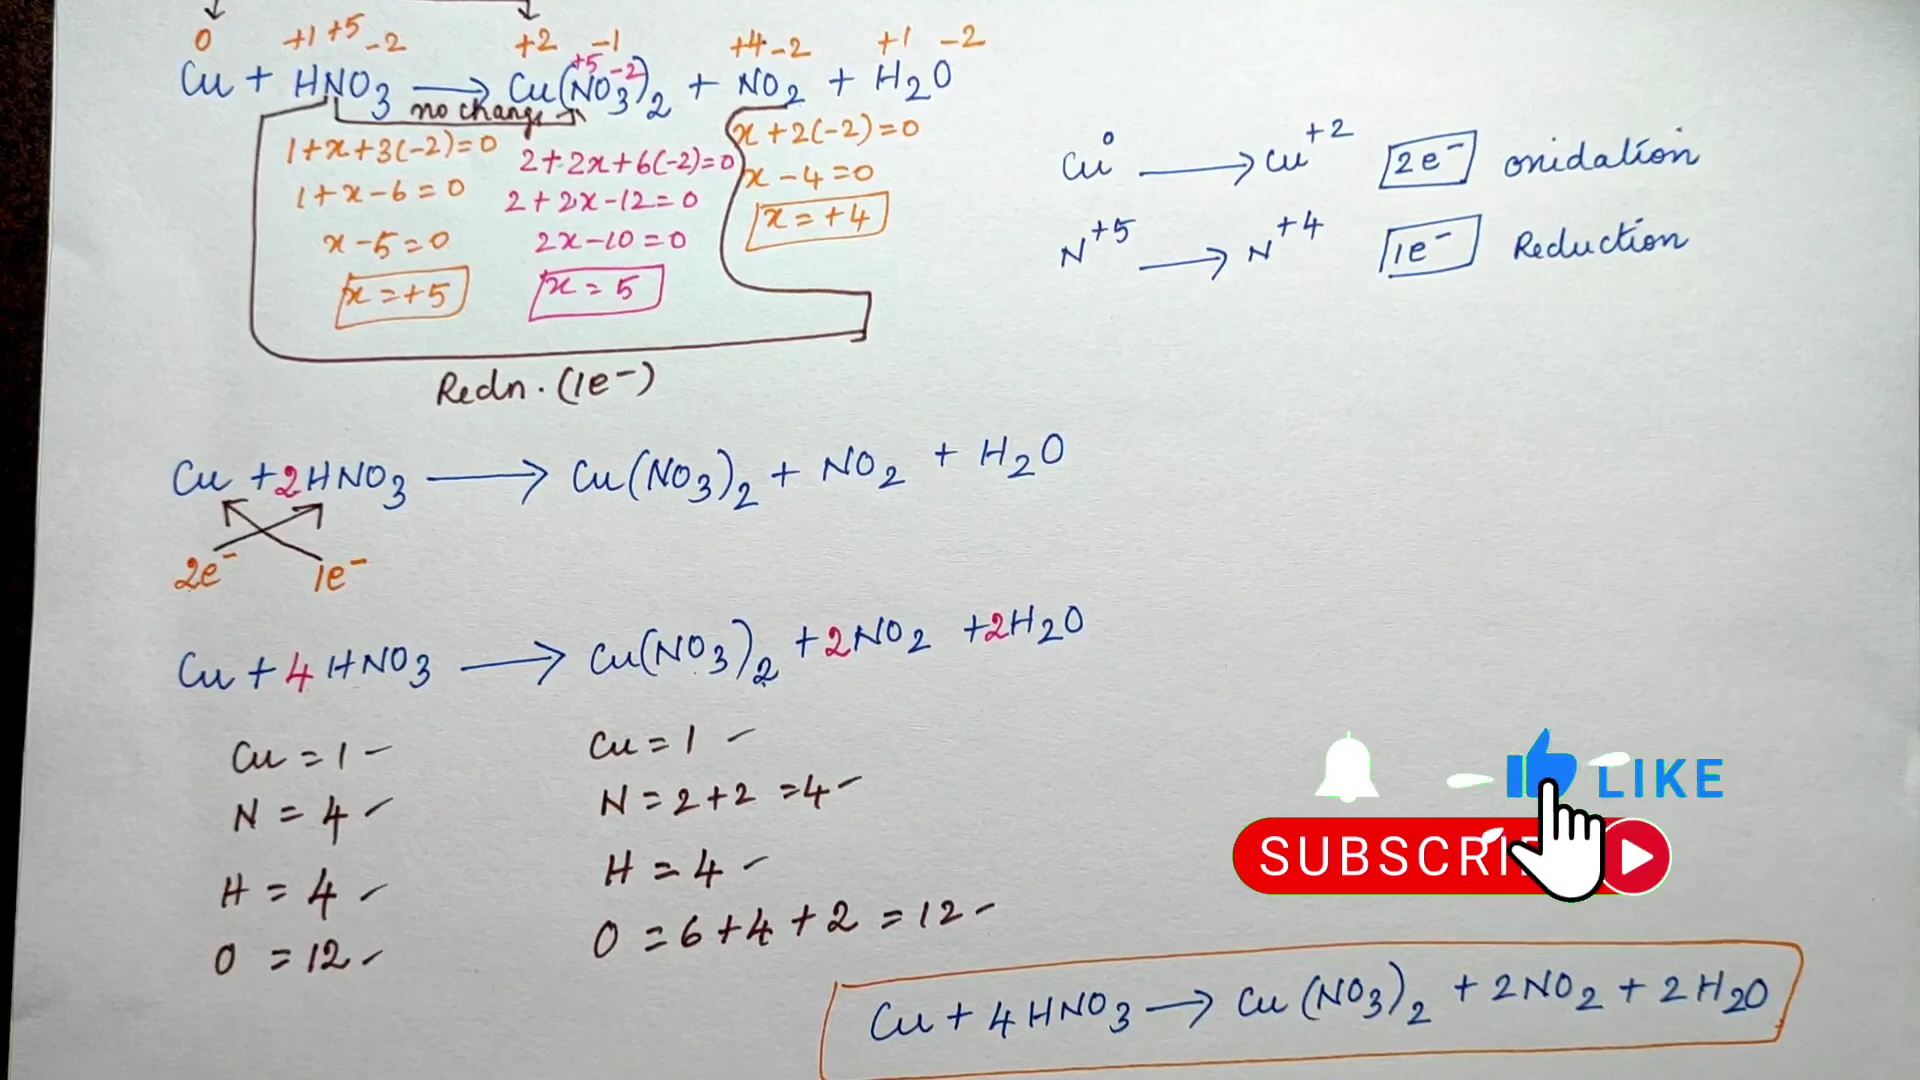 0 +1 +5 -2 +2 -1 +4 -2 +1 -2
+5 -2
Cu + HNO3 ⟶ Cu(NO3)2 + NO2 + H2O
no change
1+x+3(-2)=0
1+x-6=0
x-5=0
x=+5
2+2x+6(-2)=0
2+2x-12=0
2x-10=0
x=5
x+2(-2)=0
x-4=0
x=+4
Redn. (1e⁻)
Cu⁰ ⟶ Cu⁺² 2e⁻ oxidation
N⁺⁵ ⟶ N⁺⁴ 1e⁻ Reduction
Cu + 2HNO3 ⟶ Cu(NO3)2 + NO2 + H2O
2e⁻ 1e⁻
Cu + 4HNO3 ⟶ Cu(NO3)2 + 2NO2 + 2H2O
Cu = 1 –
N = 4 –
H = 4 –
O = 12 –
Cu = 1 –
N = 2+2 =4 –
H = 4 –
O = 6+4+2 = 12 –
LIKE
SUBSCRI
Cu + 4HNO3 ⟶ Cu(NO3)2 + 2NO2 + 2H2O